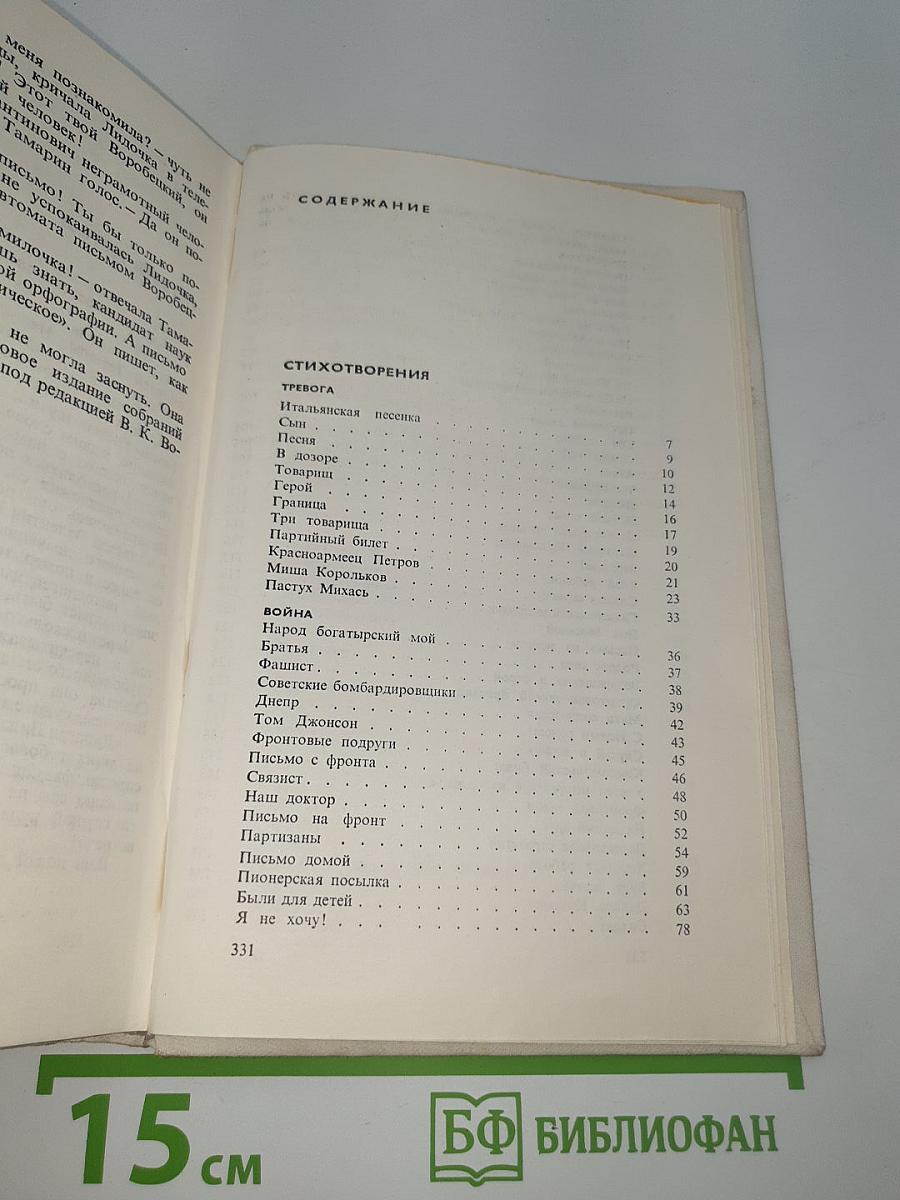 меня познакомила? — чуть не
ды, кричала Лидочка в теле-
! Этот твой Воробецкий, он
й человек!
антинович неграмотный чело-
Тамарин голос. — Да он по-
письмо! Ты бы только по-
не успокаивалась Лидочка,
автомата письмом Воробец-
милочка! — отвечала Тама-
шь знать, кандидат наук
ой орфографии. А письмо
ическое». Он пишет, как
не могла заснуть. Она
овое издание собраний
под редакцией В. К. Во-
СОДЕРЖАНИЕ
СТИХОТВОРЕНИЯ
ТРЕВОГА
Итальянская песенка . . . 7
Сын . . . 9
Песня . . . 10
В дозоре . . . 12
Товарищ . . . 14
Герой . . . 16
Граница . . . 17
Три товарища . . . 19
Партийный билет . . . 20
Красноармеец Петров . . . 21
Миша Корольков . . . 23
Пастух Михась . . . 33
ВОЙНА
Народ богатырский мой . . . 36
Братья . . . 37
Фашист . . . 38
Советские бомбардировщики . . . 39
Днепр . . . 42
Том Джонсон . . . 43
Фронтовые подруги . . . 45
Письмо с фронта . . . 46
Связист . . . 48
Наш доктор . . . 50
Письмо на фронт . . . 52
Партизаны . . . 54
Письмо домой . . . 59
Пионерская посылка . . . 61
Были для детей . . . 63
Я не хочу! . . . 78
331
15 см
БФ БИБЛИОФАН